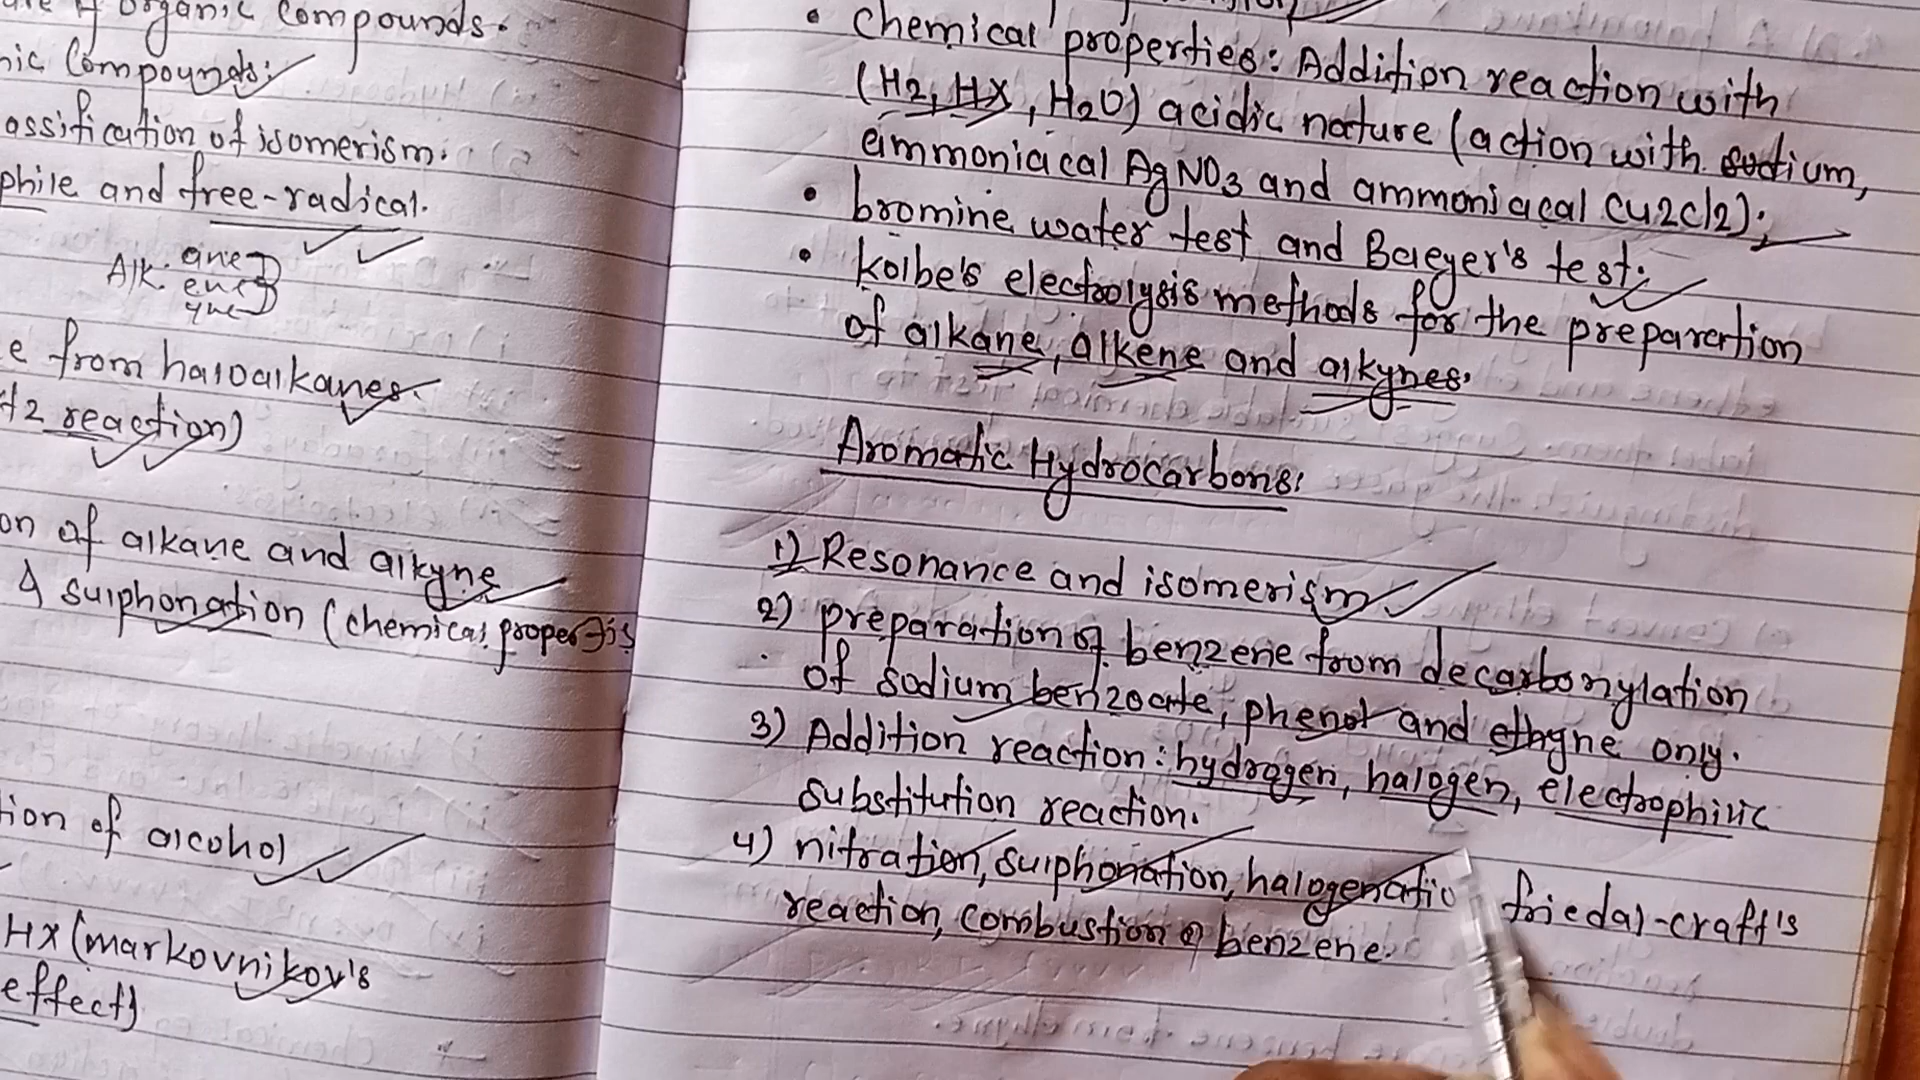 organic compounds.
nic compounds:
assification of isomerism.
phile and free-radical.
Alk: ane
ene
yne
e from haloalkanes.
H2 reaction)
on of alkane and alkyne
& sulphonation (chemical properties
tion of alcohol
HX (markovnikov's
effect)
• chemical properties: Addition reaction with
(H2, HX, H2O) acidic nature (action with sodium,
ammoniacal AgNO3 and ammoniacal Cu2Cl2);
• bromine water test and Baeyer's test.
• kolbe's electrolysis methods for the preparation
of alkane, alkene and alkynes.
Aromatic Hydrocarbons:
1) Resonance and isomerism
2) preparation of benzene from decarbonylation
of sodium benzoate, phenol and ethyne only.
3) Addition reaction: hydrogen, halogen, electrophilic
substitution reaction.
4) nitration, sulphonation, halogenatio friedal-craft's
reaction, combustion of benzene.